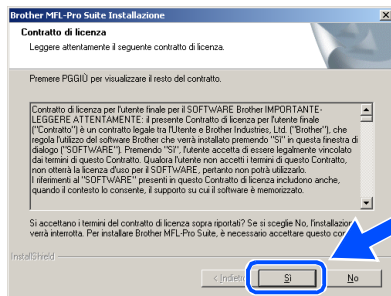 Brother MFL-Pro Suite Installazione
Contratto di licenza
Leggere attentamente il seguente contratto di licenza.
Premere PGGIÙ per visualizzare il resto del contratto.
Contratto di licenza per l'utente finale per il SOFTWARE Brother IMPORTANTE-
LEGGERE ATTENTAMENTE: il presente Contratto di licenza per l'utente finale
("Contratto") è un contratto legale tra l'Utente e Brother Industries, Ltd. ("Brother"), che
regola l'utilizzo del software Brother che verrà installato premendo "Sì" in questa finestra di
dialogo ("SOFTWARE"). Premendo "Sì", l'utente accetta di essere legalmente vincolato
dai termini di questo Contratto. Qualora l'utente non accetti i termini di questo Contratto,
non otterrà la licenza d'uso per il SOFTWARE, pertanto non potrà utilizzarlo.
I riferimenti al "SOFTWARE" presenti in questo Contratto di licenza includono anche,
quando il contesto lo consente, il supporto su cui il software è memorizzato.
Si accettano i termini del contratto di licenza sopra riportati? Se si sceglie No, l'installazione
verrà interrotta. Per installare Brother MFL-Pro Suite, è necessario accettare questo
InstallShield
< Indietro Sì No